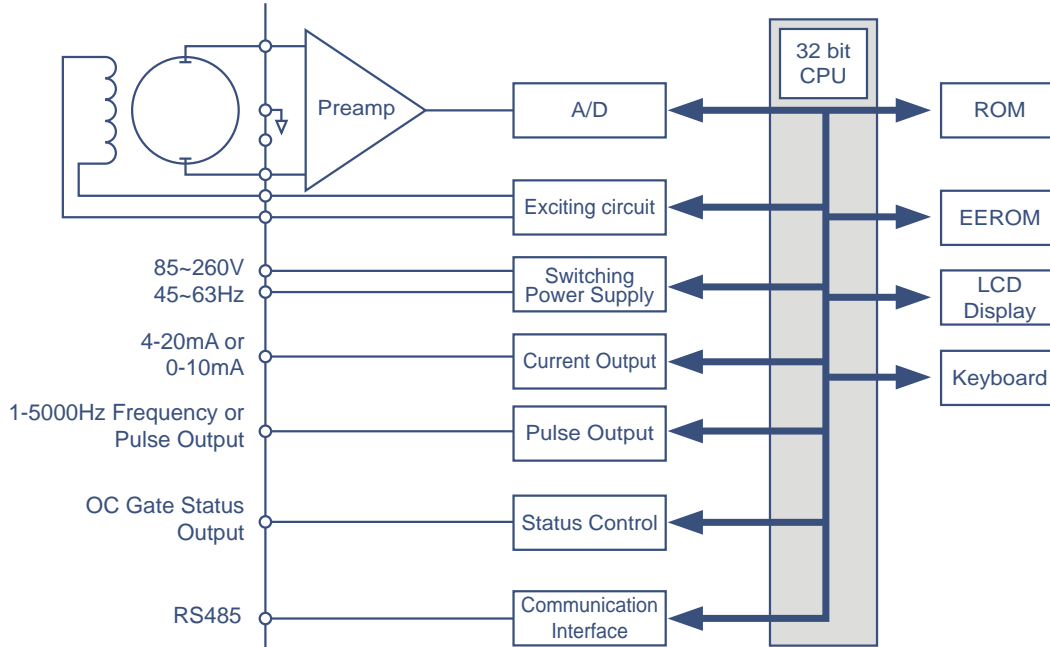 32 bit
CPU
Preamp
A/D
ROM
Exciting circuit
EEROM
85~260V
45~63Hz
Switching
Power Supply
LCD
Display
4-20mA or
0-10mA
Current Output
Keyboard
1-5000Hz Frequency or
Pulse Output
Pulse Output
OC Gate Status
Output
Status Control
RS485
Communication
Interface